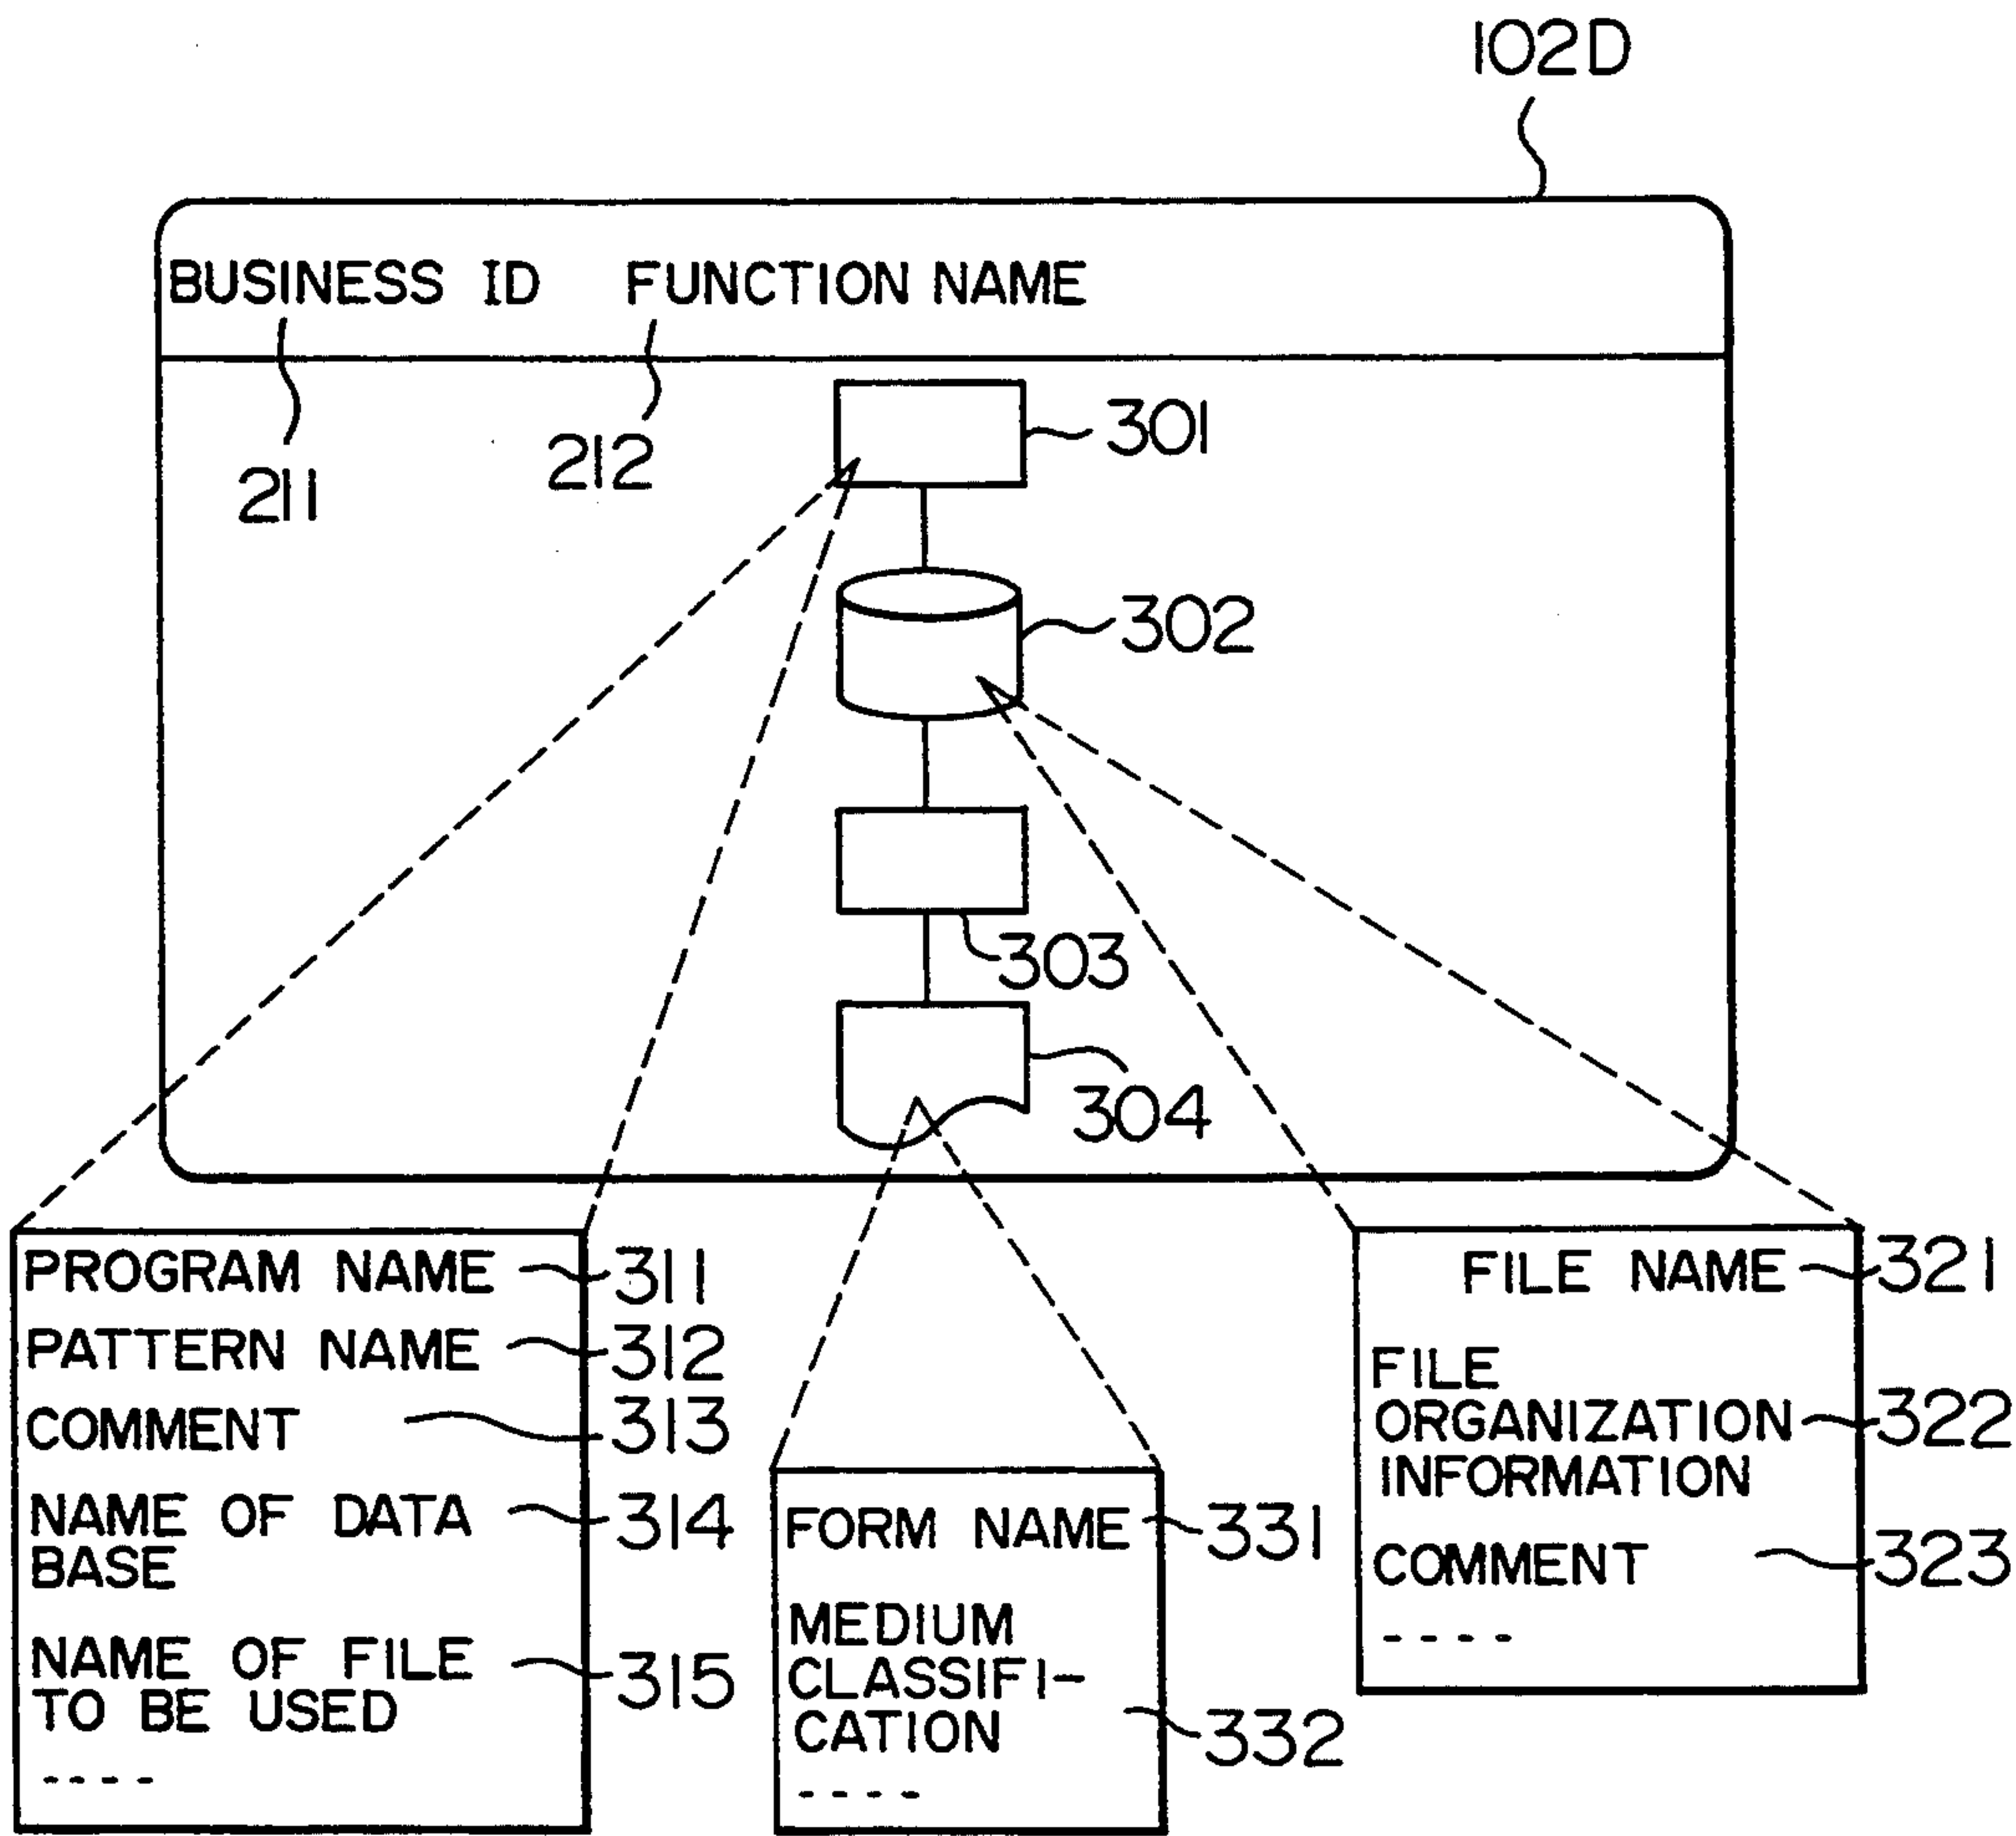 102D
BUSINESS ID FUNCTION NAME
211
212
301
302
303
304
PROGRAM NAME 311
PATTERN NAME 312
COMMENT 313
NAME OF DATA 314
BASE
NAME OF FILE 315
TO BE USED
----
FORM NAME 331
MEDIUM
CLASSIFI-
CATION 332
----
FILE NAME 321
FILE
ORGANIZATION 322
INFORMATION
COMMENT 323
----